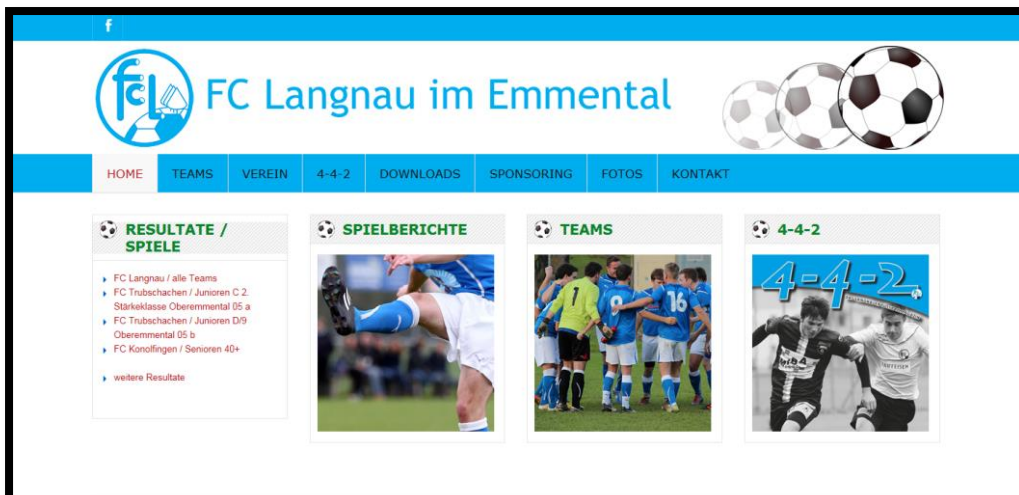 f
fcL FC Langnau im Emmental
HOME TEAMS VEREIN 4-4-2 DOWNLOADS SPONSORING FOTOS KONTAKT
RESULTATE /
SPIELE
FC Langnau / alle Teams
FC Trubschachen / Junioren C 2.
Stärkeklasse Oberemmental 05 a
FC Trubschachen / Junioren D/9
Oberemmental 05 b
FC Konolfingen / Senioren 40+
weitere Resultate
SPIELBERICHTE
TEAMS
7 9 16
4-4-2
4-4-2